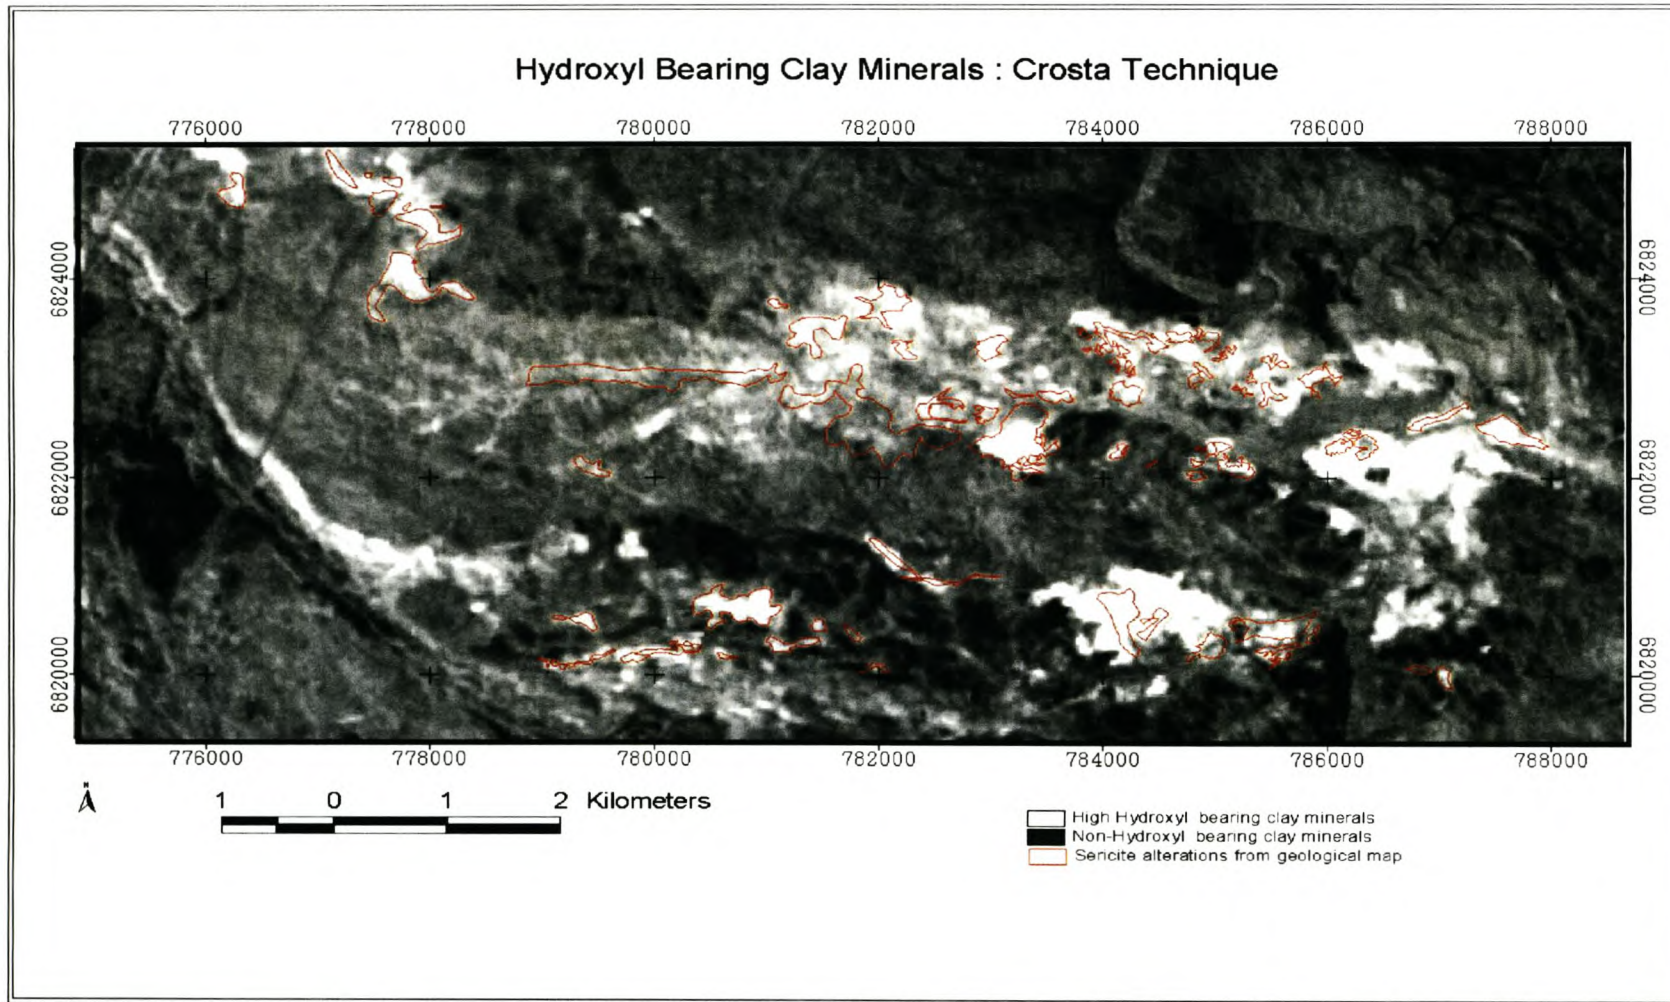 Hydroxyl Bearing Clay Minerals : Crosta Technique
776000 778000 780000 782000 784000 786000 788000
6824000 6824000
6822000 6822000
6820000 6820000
776000 778000 780000 782000 784000 786000 788000
N
1 0 1 2 Kilometers
High Hydroxyl bearing clay minerals
Non-Hydroxyl bearing clay minerals
Sericite alterations from geological map